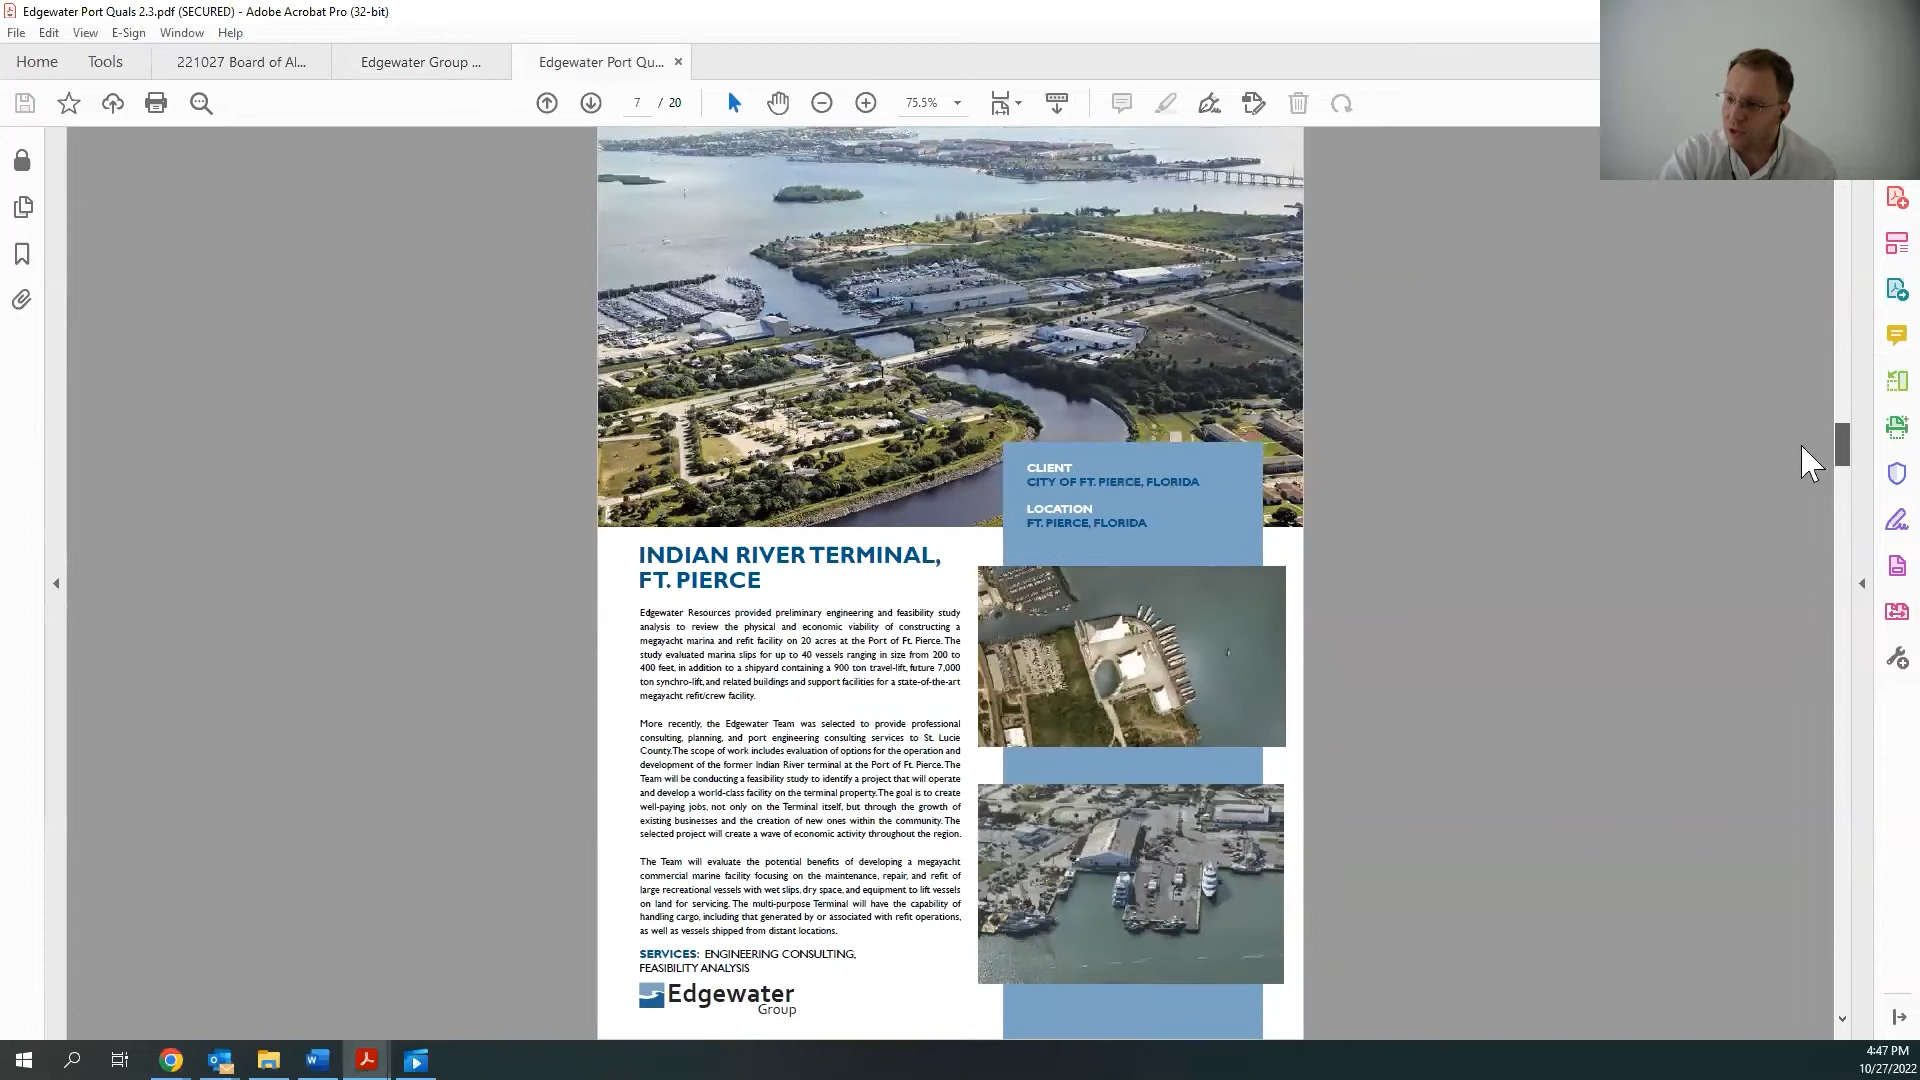 Edgewater Port Quals 2.3.pdf (SECURED) - Adobe Acrobat Pro (32-bit)
File Edit View E-Sign Window Help
Home Tools 221027 Board of Al... Edgewater Group ... Edgewater Port Qu...
7 / 20 75.5%
CLIENT
CITY OF FT. PIERCE, FLORIDA
LOCATION
FT. PIERCE, FLORIDA
INDIAN RIVER TERMINAL,
FT. PIERCE
Edgewater Resources provided preliminary engineering and feasibility study
analysis to review the physical and economic viability of constructing a
megayacht marina and refit facility on 20 acres at the Port of Ft. Pierce. The
study evaluated marina slips for up to 40 vessels ranging in size from 200 to
400 feet, in addition to a shipyard containing a 900 ton travel-lift, future 7,000
ton synchro-lift, and related buildings and support facilities for a state-of-the-art
megayacht refit/crew facility.
More recently, the Edgewater Team was selected to provide professional
consulting, planning, and port engineering consulting services to St. Lucie
County. The scope of work includes evaluation of options for the operation and
development of the former Indian River terminal at the Port of Ft. Pierce. The
Team will be conducting a feasibility study to identify a project that will operate
and develop a world-class facility on the terminal property. The goal is to create
well-paying jobs, not only on the Terminal itself, but through the growth of
existing businesses and the creation of new ones within the community. The
selected project will create a wave of economic activity throughout the region.
The Team will evaluate the potential benefits of developing a megayacht
commercial marine facility focusing on the maintenance, repair, and refit of
large recreational vessels with wet slips, dry space, and equipment to lift vessels
on land for servicing. The multi-purpose Terminal will have the capability of
handling cargo, including that generated by or associated with refit operations,
as well as vessels shipped from distant locations.
SERVICES: ENGINEERING CONSULTING,
FEASIBILITY ANALYSIS
Edgewater
Group
4:47 PM
10/27/2022